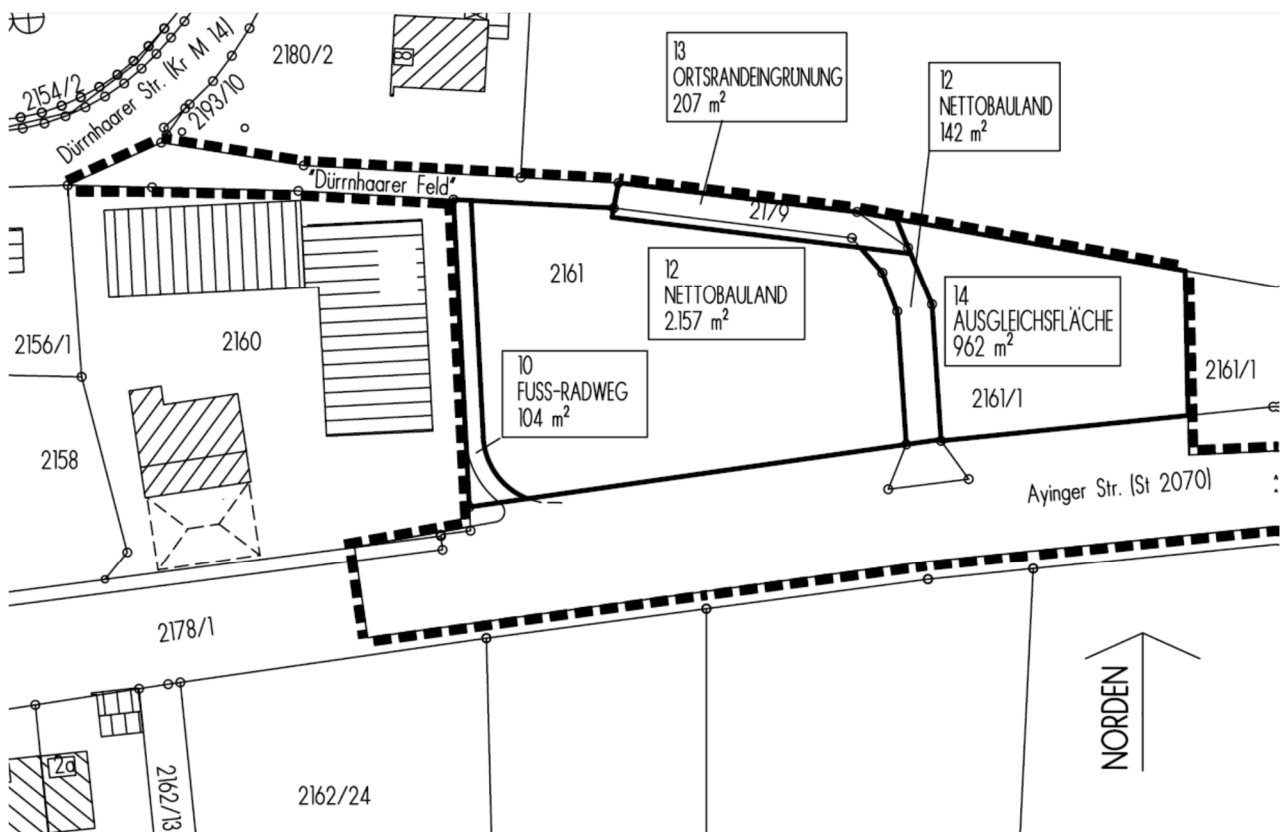 2154/2
Dürrnhaarer Str. (Kr M 14)
2193/10
2180/2
8
13
ORTSRANDEINGRÜNUNG
207 m²
12
NETTOBAULAND
142 m²
"Dürrnhaarer Feld"
2179
2161
12
NETTOBAULAND
2.157 m²
14
AUSGLEICHSFLÄCHE
962 m²
2156/1
2160
2161/1
2161/1
10
FUSS-RADWEG
104 m²
2158
Ayinger Str. (St 2070)
2178/1
NORDEN
2a
2162/13
2162/24